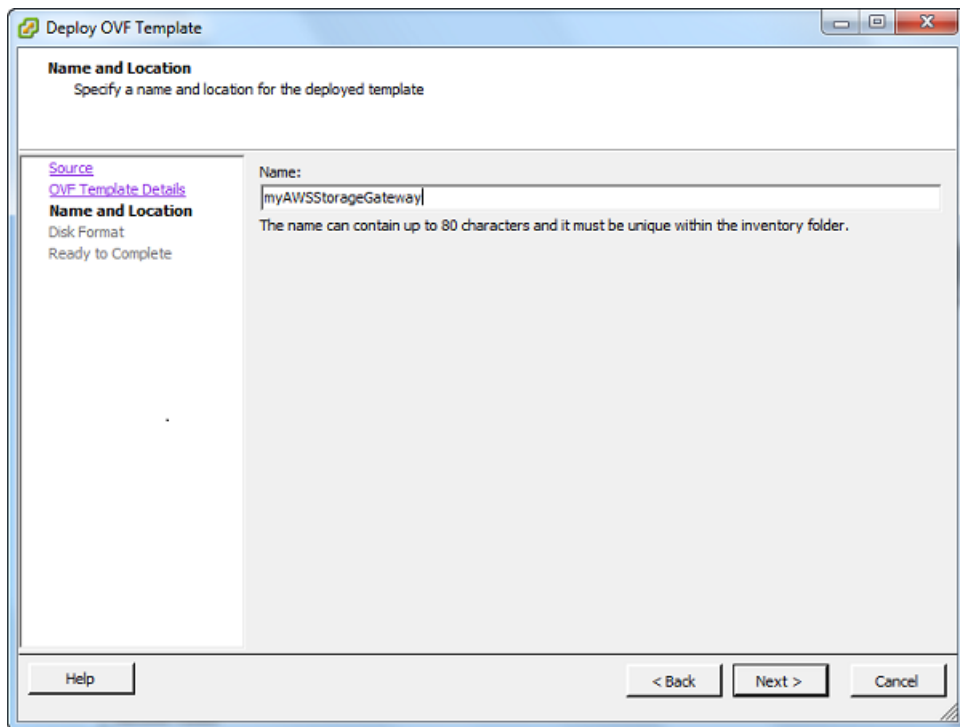 Deploy OVF Template
Name and Location
Specify a name and location for the deployed template
Source
OVF Template Details
Name and Location
Disk Format
Ready to Complete
Name:
myAWSStorageGateway
The name can contain up to 80 characters and it must be unique within the inventory folder.
Help
< Back
Next >
Cancel